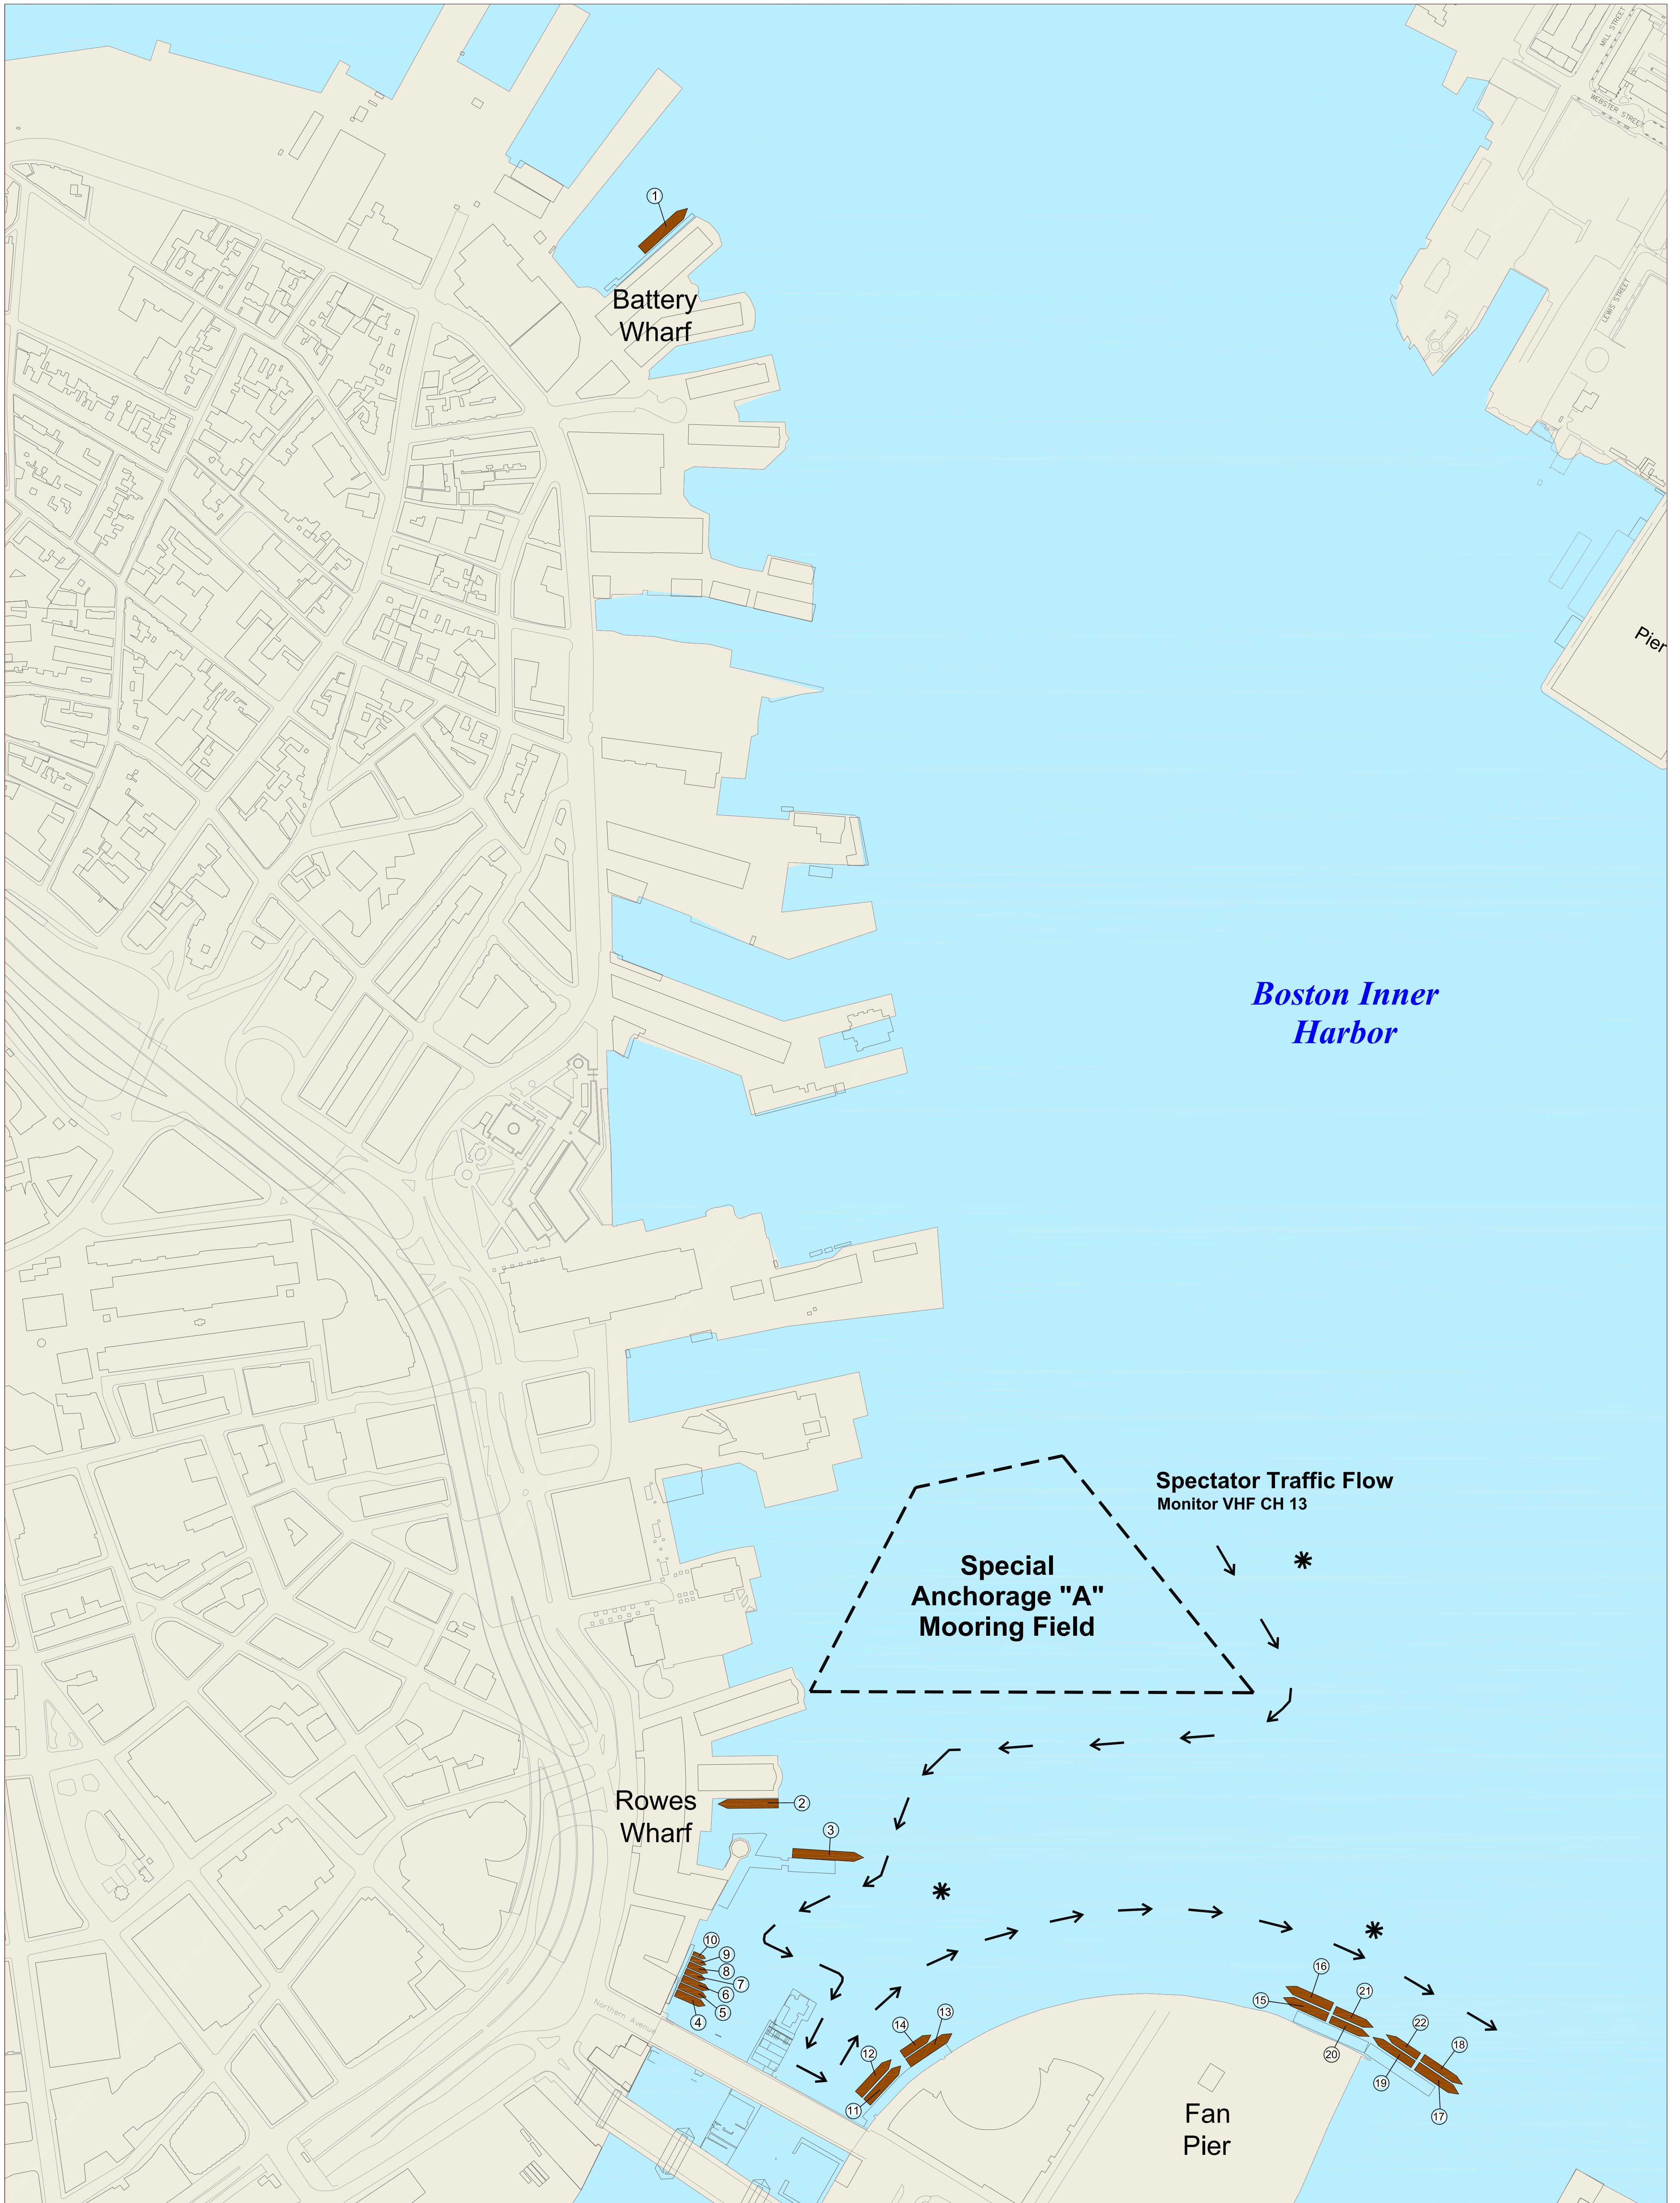 MILL STREET
WEBSTER STREET
1
LEWIS STREET
Battery
Wharf
Pier
Boston Inner
Harbor
Spectator Traffic Flow
Monitor VHF CH 13
Special
Anchorage "A"
Mooring Field
Rowes
Wharf
2
3
10
9
8
7
6
5
4
Northern Avenue
16
15
21
22
20
14
13
12
11
18
19
17
Fan
Pier